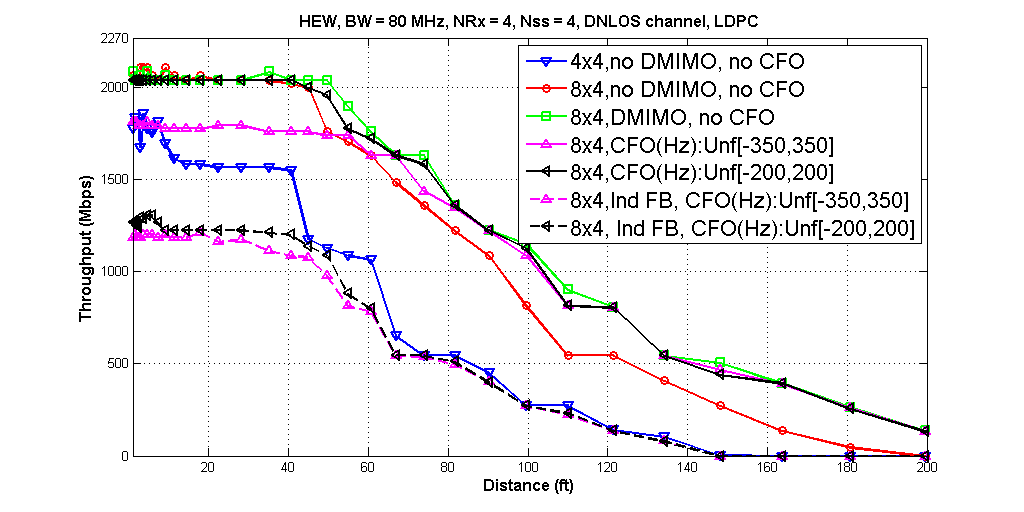 HEW, BW = 80 MHz, NRx = 4, Nss = 4, DNLOS channel, LDPC
2270
2000
1500
1000
500
0
Throughput (Mbps)
4x4,no DMIMO, no CFO
8x4,no DMIMO, no CFO
8x4,DMIMO, no CFO
8x4,CFO(Hz):Unf[-350,350]
8x4,CFO(Hz):Unf[-200,200]
8x4,Ind FB, CFO(Hz):Unf[-350,350]
8x4, Ind FB, CFO(Hz):Unf[-200,200]
20 40 60 80 100 120 140 160 180 200
Distance (ft)